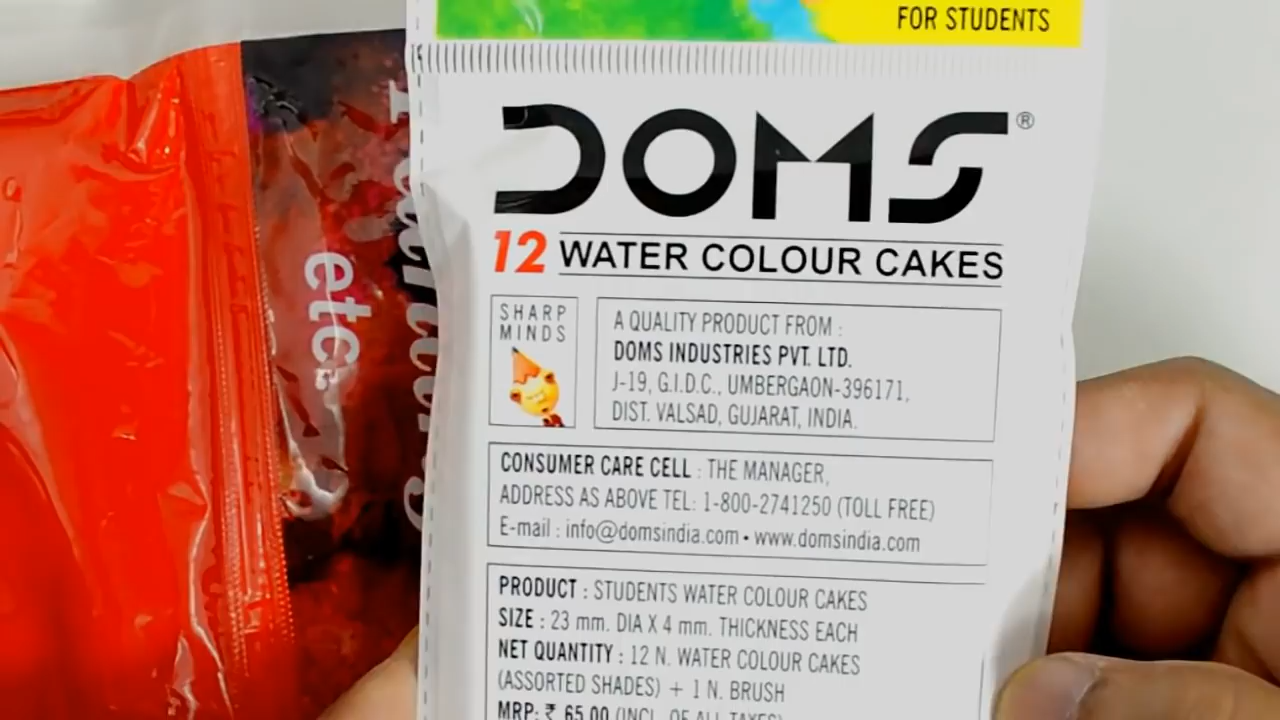 FOR STUDENTS
DOMS®
12 WATER COLOUR CAKES
SHARP
MINDS
A QUALITY PRODUCT FROM :
DOMS INDUSTRIES PVT. LTD.
J-19, G.I.D.C., UMBERGAON-396171,
DIST. VALSAD, GUJARAT, INDIA.
CONSUMER CARE CELL : THE MANAGER,
ADDRESS AS ABOVE TEL: 1-800-2741250 (TOLL FREE)
E-mail : info@domsindia.com • www.domsindia.com
PRODUCT : STUDENTS WATER COLOUR CAKES
SIZE : 23 mm. DIA X 4 mm. THICKNESS EACH
NET QUANTITY : 12 N. WATER COLOUR CAKES
(ASSORTED SHADES) + 1 N. BRUSH
MRP: ₹ 65.00 (INCL. OF ALL TAXES)
etc.